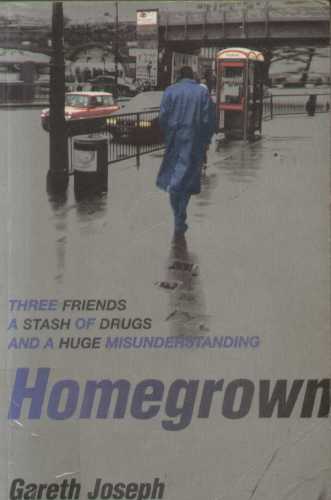 THREE FRIENDS
A STASH OF DRUGS
AND A HUGE MISUNDERSTANDING
Homegrown
Gareth Joseph